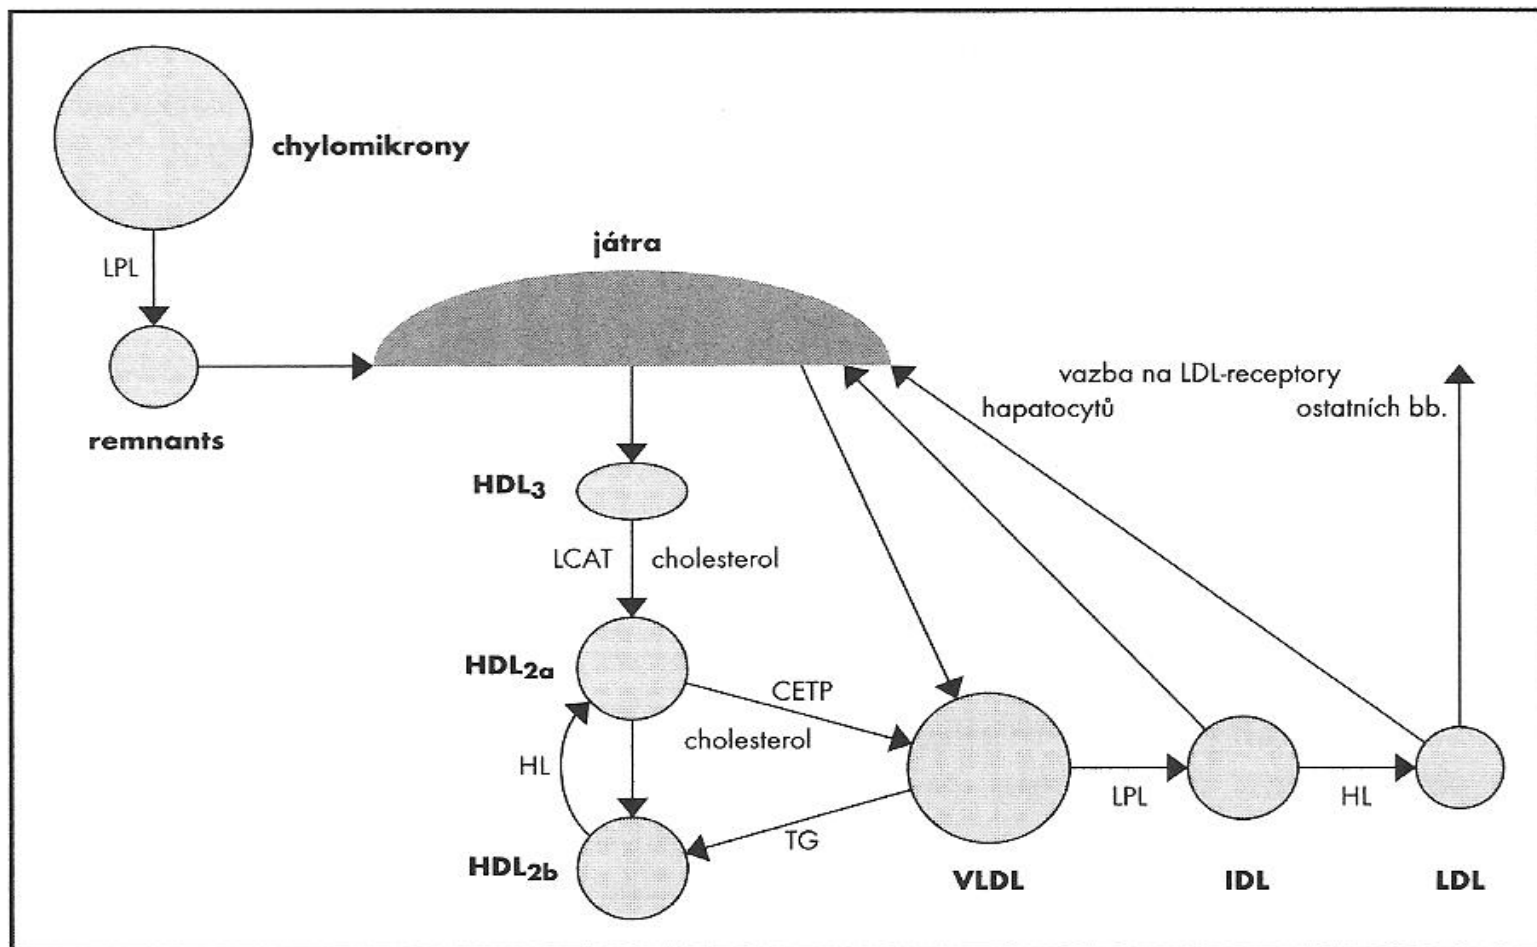 chylomikrony
LPL
játra
remnants
vazba na LDL-receptory
hapatocytů ostatních bb.
HDL3
LCAT cholesterol
HDL2a
CETP
cholesterol
HL
LPL
HL
TG
HDL2b
VLDL
IDL
LDL